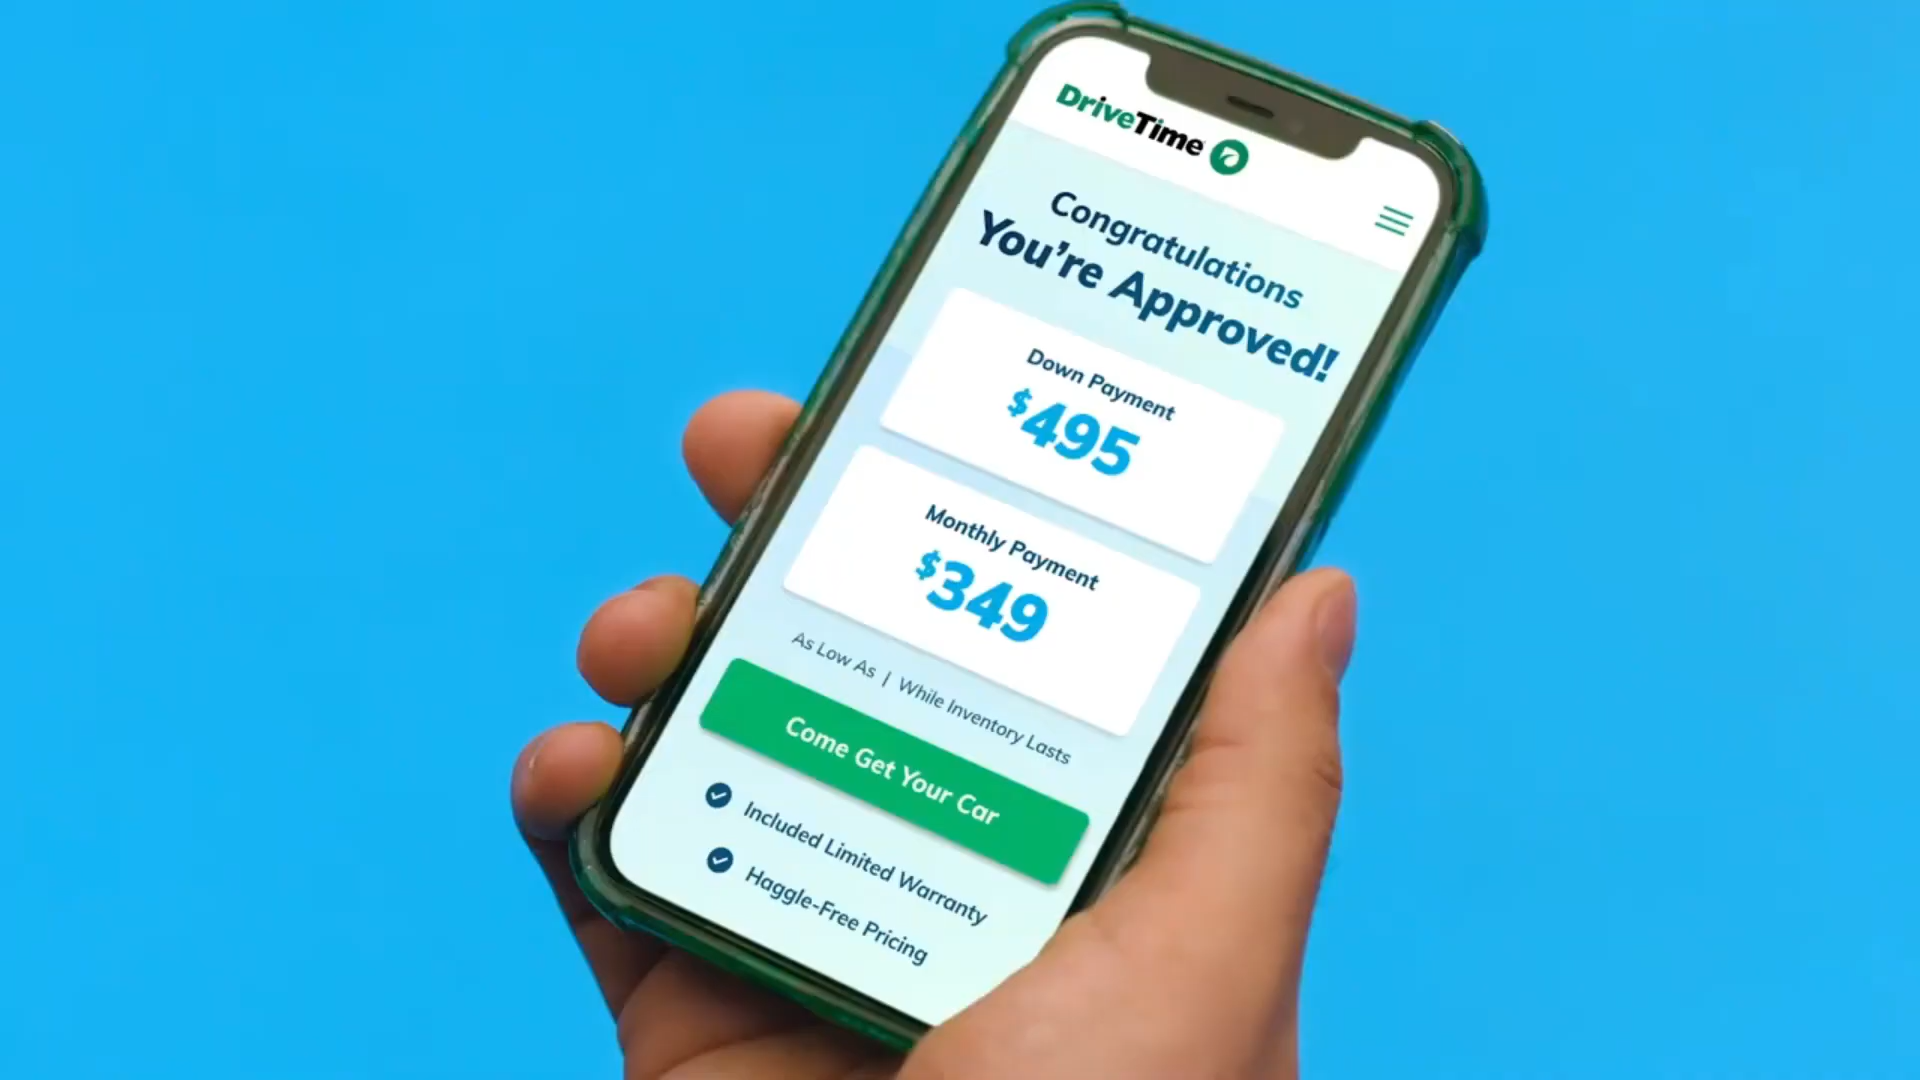 DriveTime
Congratulations
You're Approved!
Down Payment
$495
Monthly Payment
$349
As Low As | While Inventory Lasts
Come Get Your Car
Included Limited Warranty
Haggle-Free Pricing